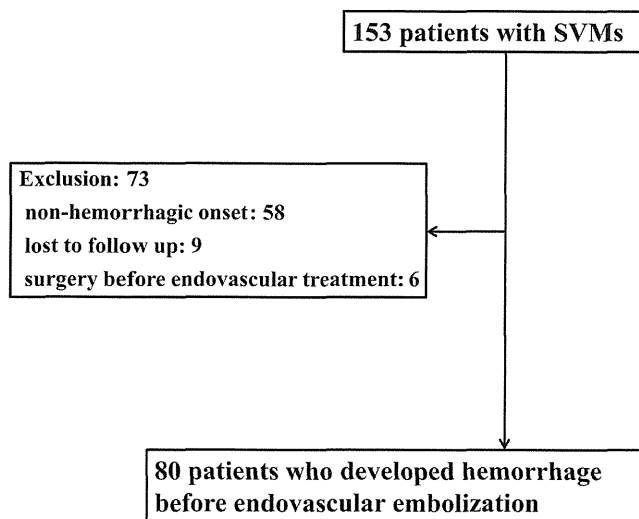 153 patients with SVMs
Exclusion: 73
non-hemorrhagic onset: 58
lost to follow up: 9
surgery before endovascular treatment: 6
80 patients who developed hemorrhage
before endovascular embolization